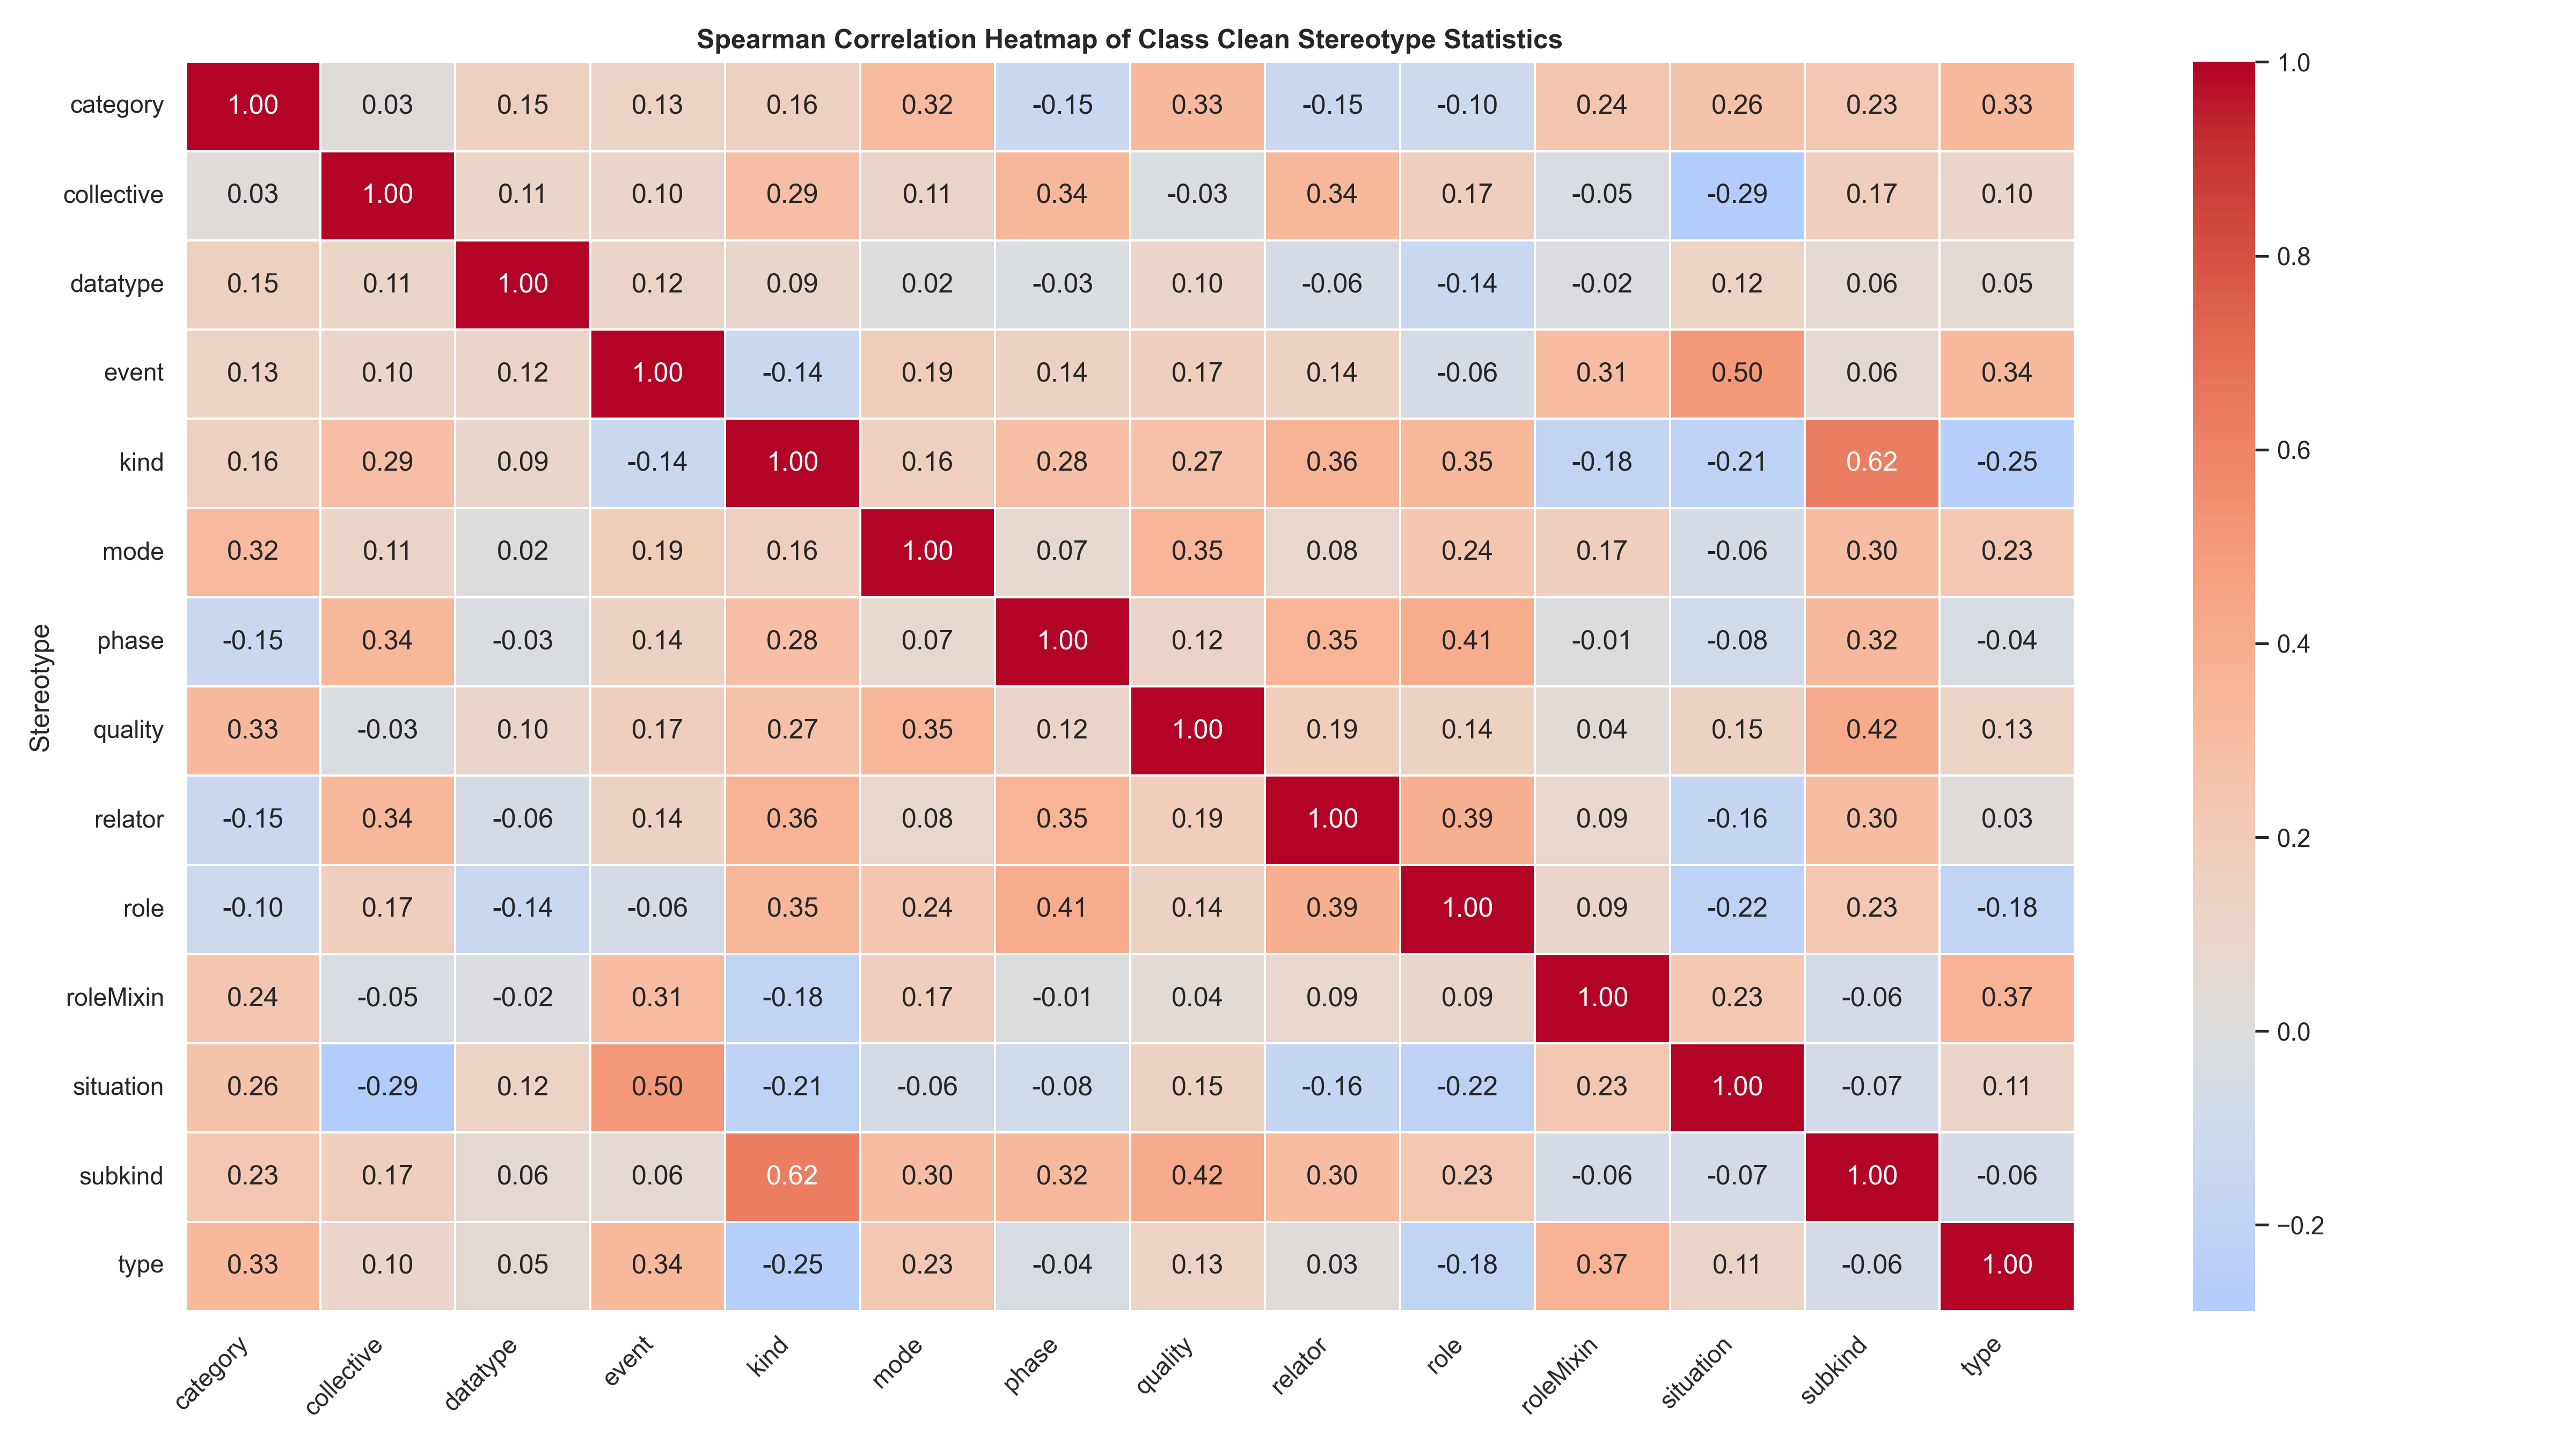 Spearman Correlation Heatmap of Class Clean Stereotype Statistics
category 1.00 0.03 0.15 0.13 0.16 0.32 -0.15 0.33 -0.15 -0.10 0.24 0.26 0.23 0.33
collective 0.03 1.00 0.11 0.10 0.29 0.11 0.34 -0.03 0.34 0.17 -0.05 -0.29 0.17 0.10
datatype 0.15 0.11 1.00 0.12 0.09 0.02 -0.03 0.10 -0.06 -0.14 -0.02 0.12 0.06 0.05
event 0.13 0.10 0.12 1.00 -0.14 0.19 0.14 0.17 0.14 -0.06 0.31 0.50 0.06 0.34
kind 0.16 0.29 0.09 -0.14 1.00 0.16 0.28 0.27 0.36 0.35 -0.18 -0.21 0.62 -0.25
mode 0.32 0.11 0.02 0.19 0.16 1.00 0.07 0.35 0.08 0.24 0.17 -0.06 0.30 0.23
phase -0.15 0.34 -0.03 0.14 0.28 0.07 1.00 0.12 0.35 0.41 -0.01 -0.08 0.32 -0.04
quality 0.33 -0.03 0.10 0.17 0.27 0.35 0.12 1.00 0.19 0.14 0.04 0.15 0.42 0.13
relator -0.15 0.34 -0.06 0.14 0.36 0.08 0.35 0.19 1.00 0.39 0.09 -0.16 0.30 0.03
role -0.10 0.17 -0.14 -0.06 0.35 0.24 0.41 0.14 0.39 1.00 0.09 -0.22 0.23 -0.18
roleMixin 0.24 -0.05 -0.02 0.31 -0.18 0.17 -0.01 0.04 0.09 0.09 1.00 0.23 -0.06 0.37
situation 0.26 -0.29 0.12 0.50 -0.21 -0.06 -0.08 0.15 -0.16 -0.22 0.23 1.00 -0.07 0.11
subkind 0.23 0.17 0.06 0.06 0.62 0.30 0.32 0.42 0.30 0.23 -0.06 -0.07 1.00 -0.06
type 0.33 0.10 0.05 0.34 -0.25 0.23 -0.04 0.13 0.03 -0.18 0.37 0.11 -0.06 1.00
category collective datatype event kind mode phase quality relator role roleMixin situation subkind type
Stereotype
1.0
0.8
0.6
0.4
0.2
0.0
−0.2